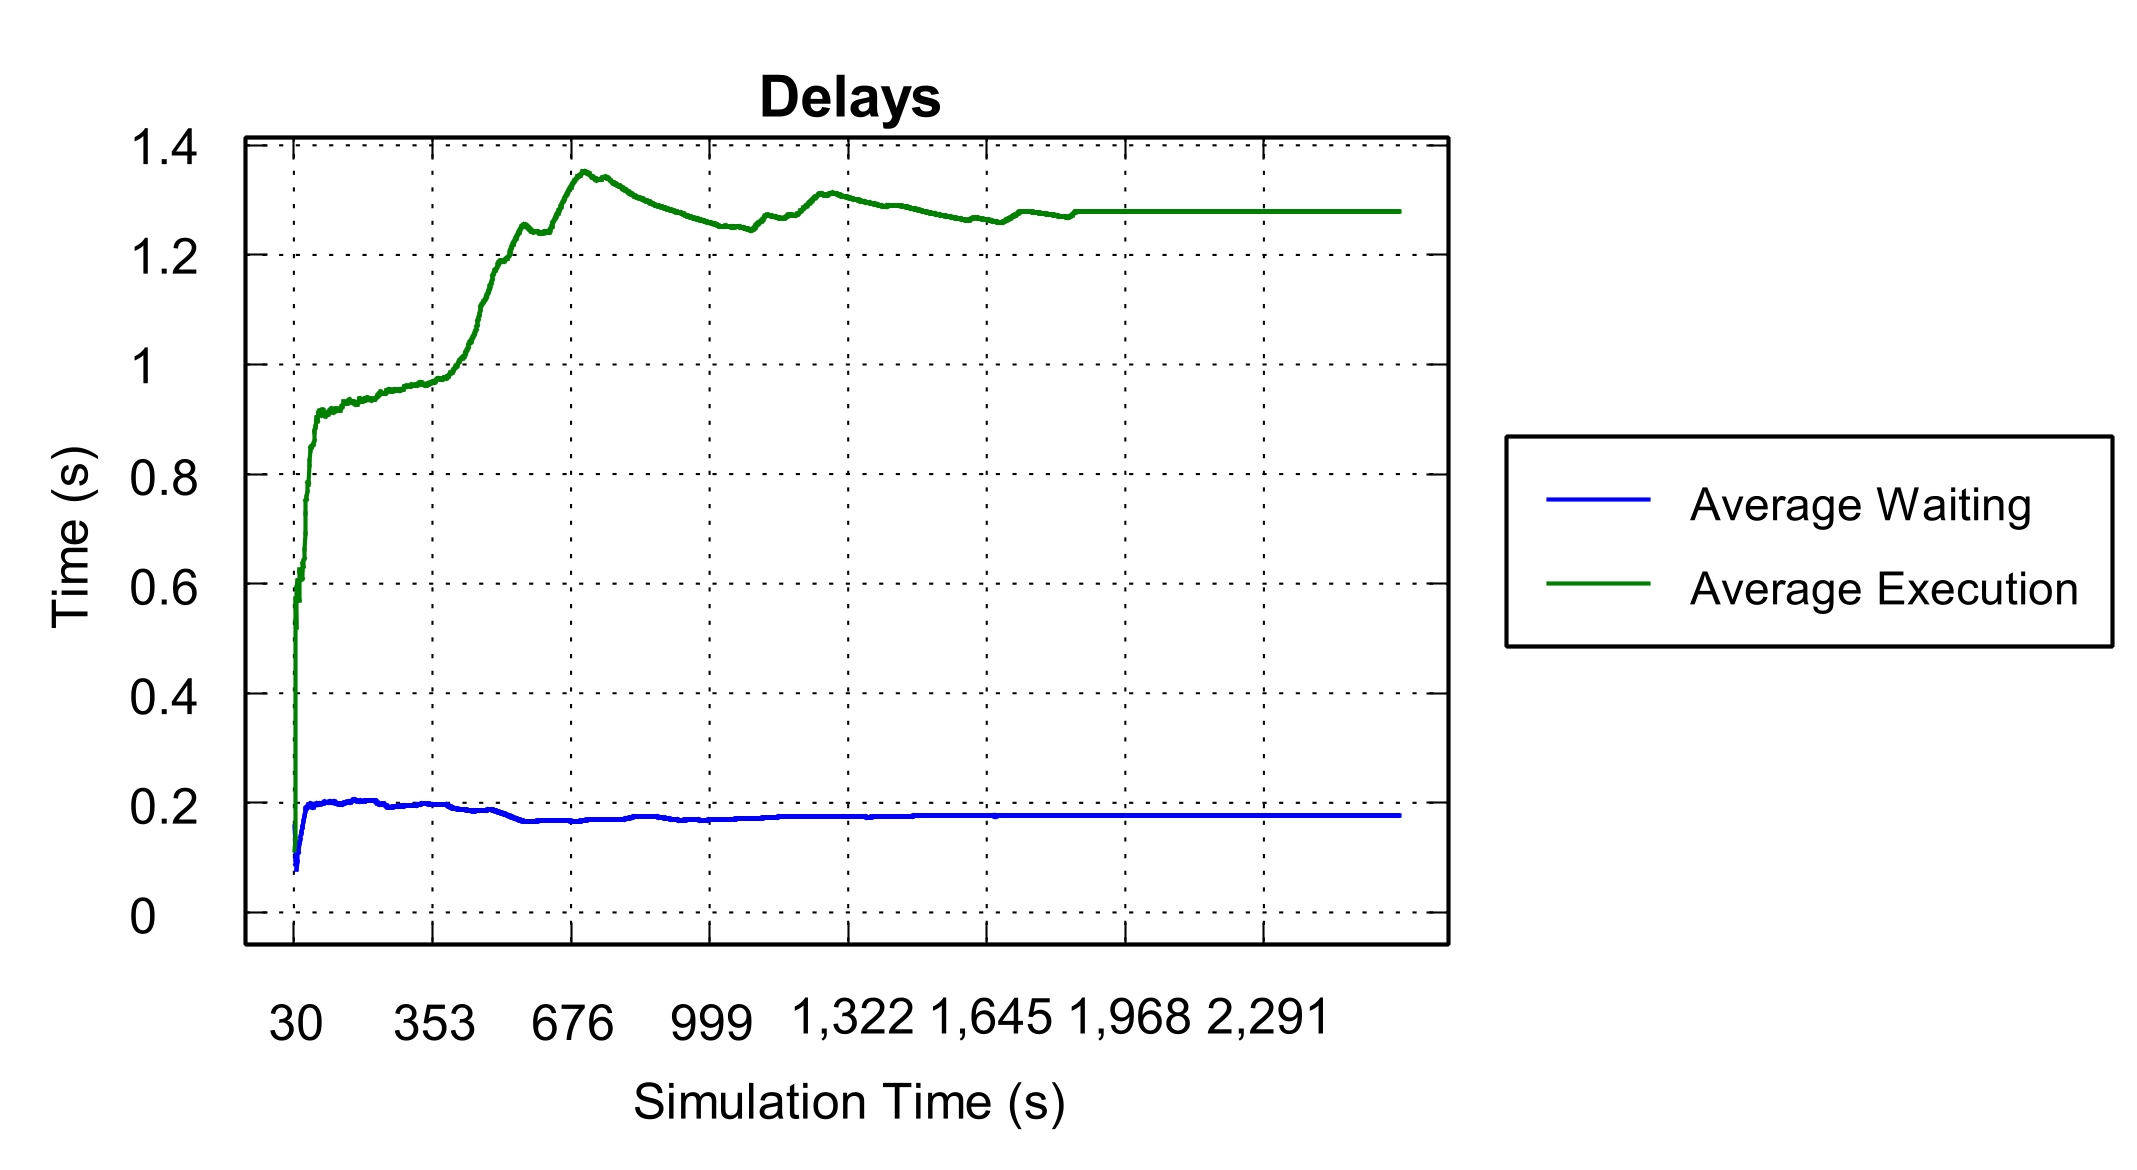 Delays
1.4
1.2
1
0.8
0.6
0.4
0.2
0
Time (s)
30 353 676 999 1,322 1,645 1,968 2,291
Simulation Time (s)
Average Waiting
Average Execution